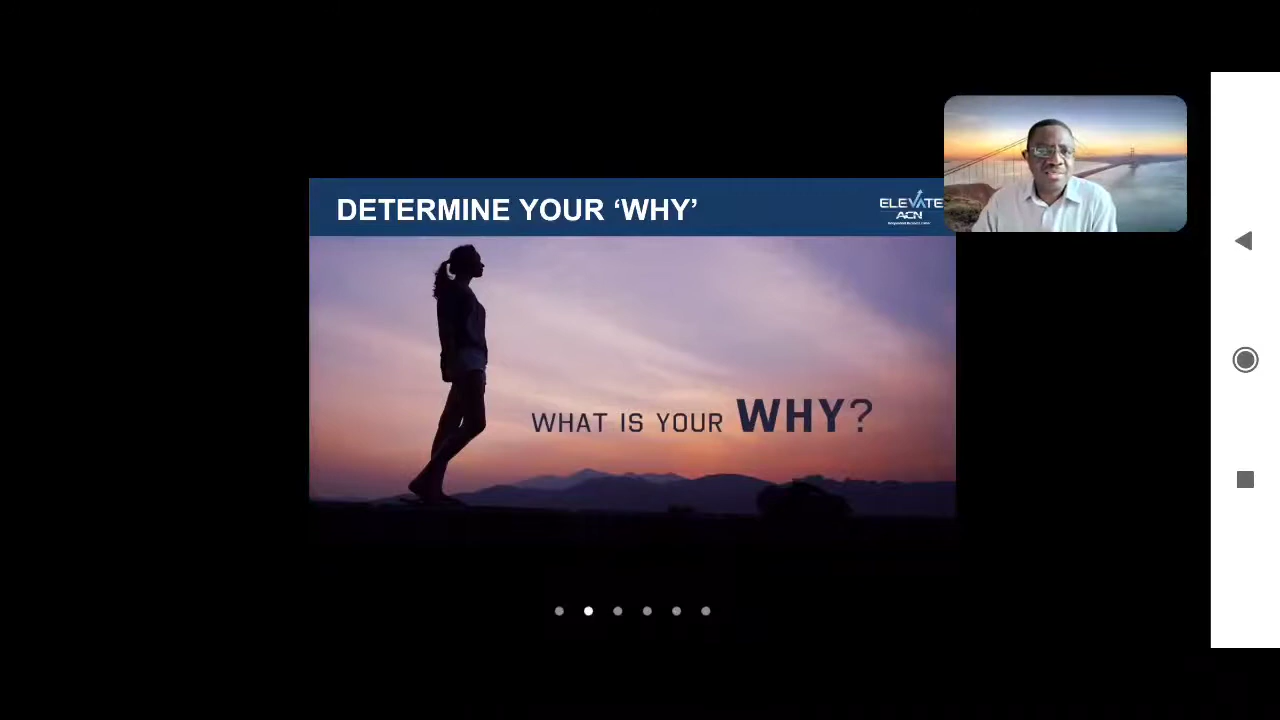 DETERMINE YOUR ‘WHY’
ELEVATE
ACN
WHAT IS YOUR WHY?